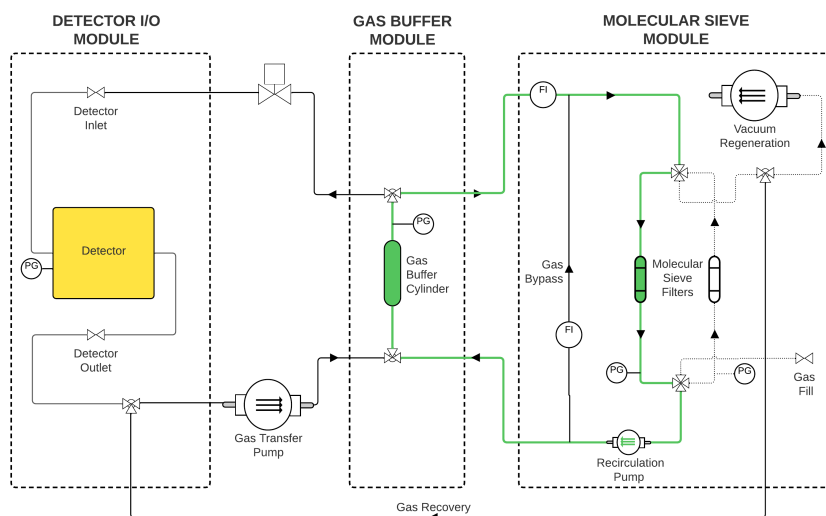 DETECTOR I/O
MODULE
GAS BUFFER
MODULE
MOLECULAR SIEVE
MODULE
FI
Detector
Inlet
Vacuum
Regeneration
PG
Detector
PG
Gas
Buffer
Cylinder
Gas
Bypass
Molecular
Sieve
Filters
FI
Detector
Outlet
PG
PG
Gas
Fill
Gas Transfer
Pump
Recirculation
Pump
Gas Recovery